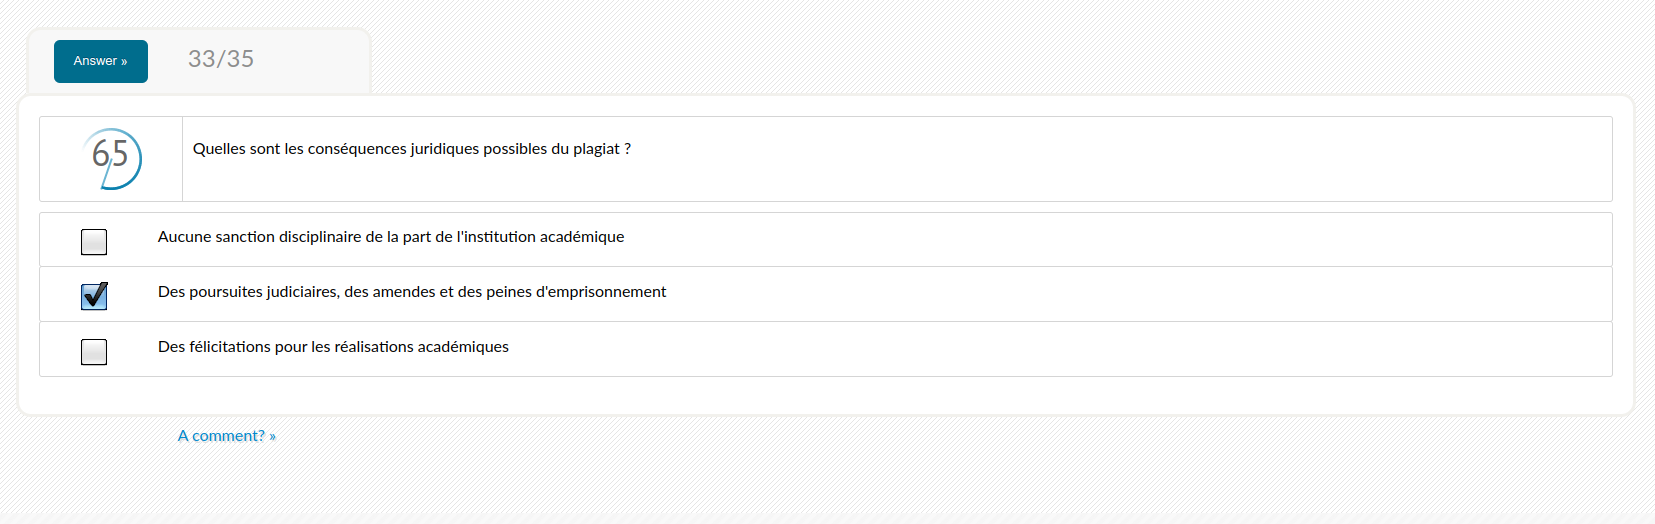 Answer »
33/35
65
Quelles sont les conséquences juridiques possibles du plagiat ?
Aucune sanction disciplinaire de la part de l'institution académique
Des poursuites judiciaires, des amendes et des peines d'emprisonnement
Des félicitations pour les réalisations académiques
A comment? »